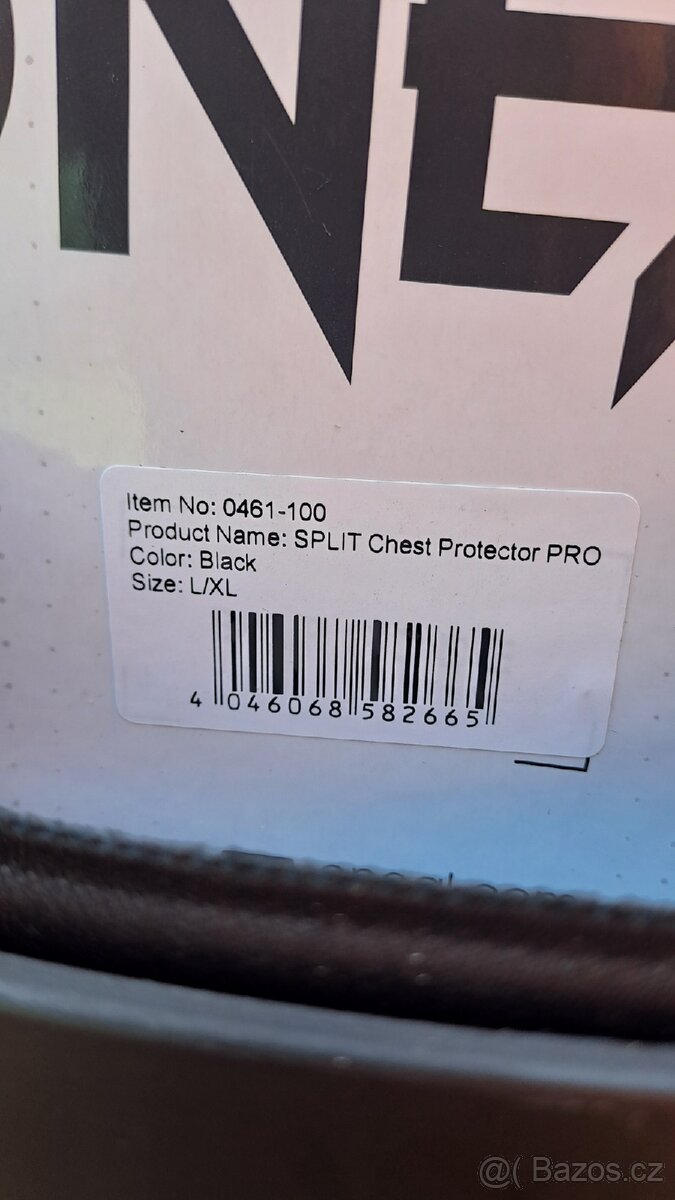 NE
Item No: 0461-100
Product Name: SPLIT Chest Protector PRO
Color: Black
Size: L/XL
4 046068 582665
@( Bazos.cz